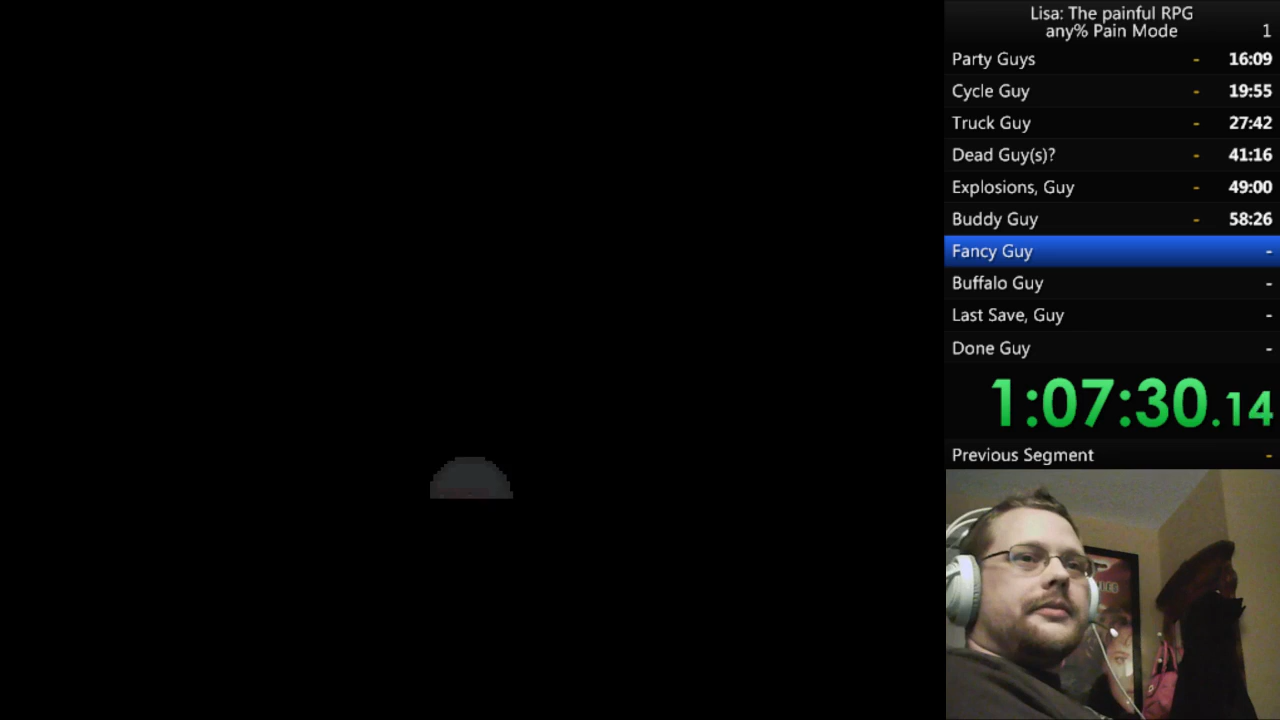 Lisa: The painful RPG
any% Pain Mode 1
Party Guys - 16:09
Cycle Guy - 19:55
Truck Guy - 27:42
Dead Guy(s)? - 41:16
Explosions, Guy - 49:00
Buddy Guy - 58:26
Fancy Guy -
Buffalo Guy -
Last Save, Guy -
Done Guy -
1:07:30.14
Previous Segment -